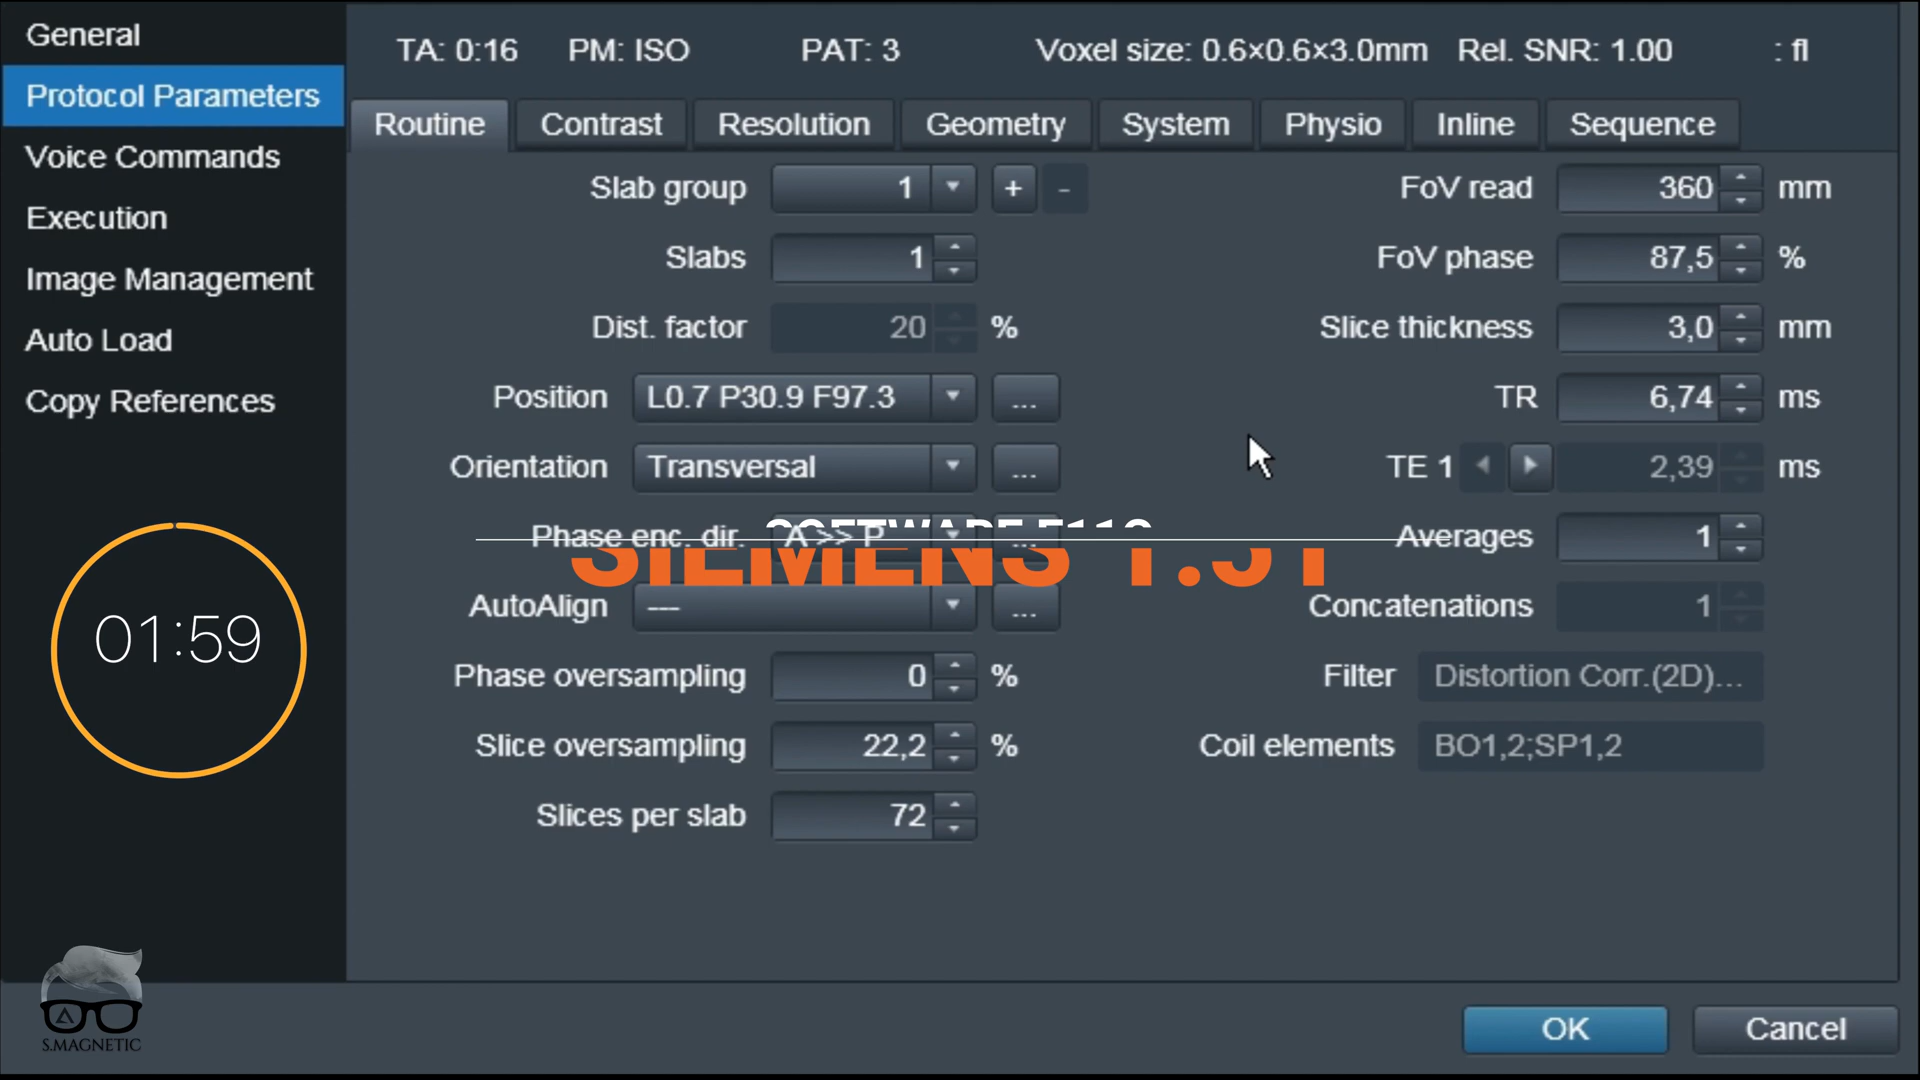 General
Protocol Parameters
Voice Commands
Execution
Image Management
Auto Load
Copy References
01:59
S.MAGNETIC
TA: 0:16 PM: ISO PAT: 3 Voxel size: 0.6×0.6×3.0mm Rel. SNR: 1.00 : fl
Routine Contrast Resolution Geometry System Physio Inline Sequence
Slab group 1 + -
Slabs 1
Dist. factor 20 %
Position L0.7 P30.9 F97.3 ...
Orientation Transversal ...
Phase enc. dir. A >> P ...
AutoAlign --- ...
Phase oversampling 0 %
Slice oversampling 22,2 %
Slices per slab 72
FoV read 360 mm
FoV phase 87,5 %
Slice thickness 3,0 mm
TR 6,74 ms
TE 1 2,39 ms
Averages 1
Concatenations 1
Filter Distortion Corr.(2D)...
Coil elements BO1,2;SP1,2
SOFTWARE
SIEMENS 1.5T
OK Cancel